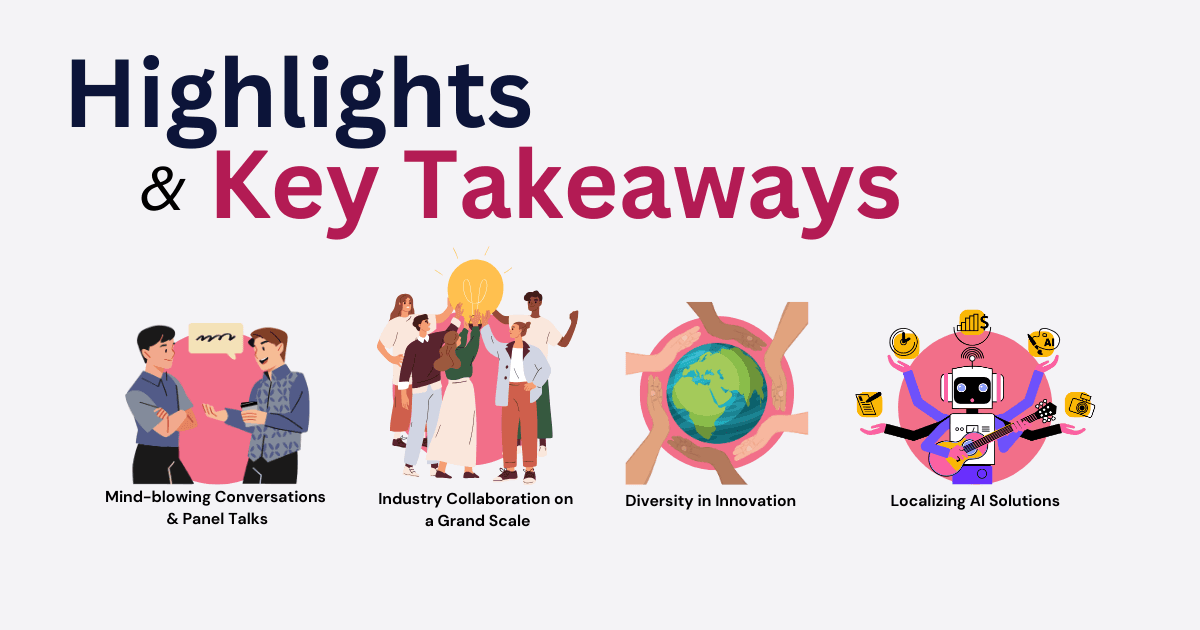 Highlights
& Key Takeaways
$
AI
Mind-blowing Conversations
& Panel Talks
Industry Collaboration on
a Grand Scale
Diversity in Innovation
Localizing AI Solutions